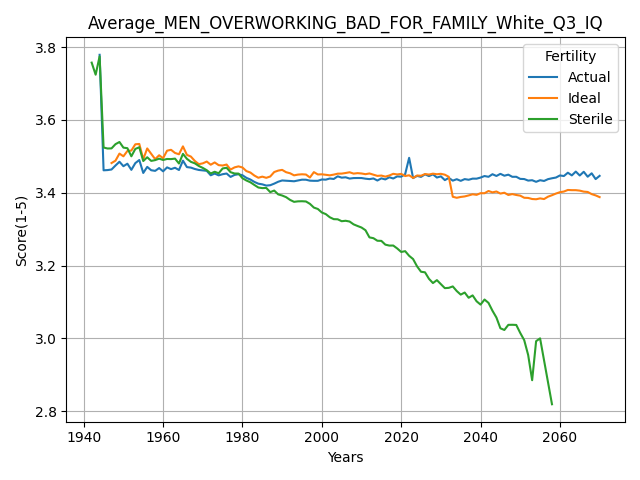 Average_MEN_OVERWORKING_BAD_FOR_FAMILY_White_Q3_IQ
Fertility
Actual
Ideal
Sterile
Score(1-5)
3.8
3.6
3.4
3.2
3.0
2.8
1940 1960 1980 2000 2020 2040 2060
Years